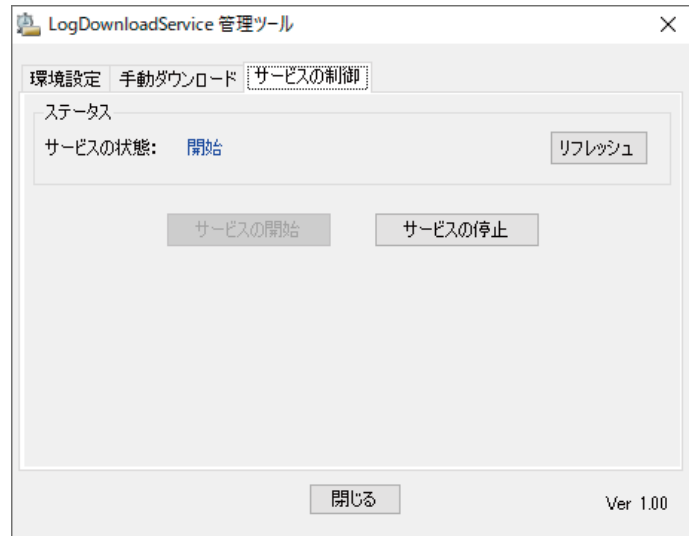 LogDownloadService 管理ツール
環境設定 手動ダウンロード サービスの制御
ステータス
サービスの状態: 開始 リフレッシュ
サービスの開始 サービスの停止
閉じる Ver 1.00